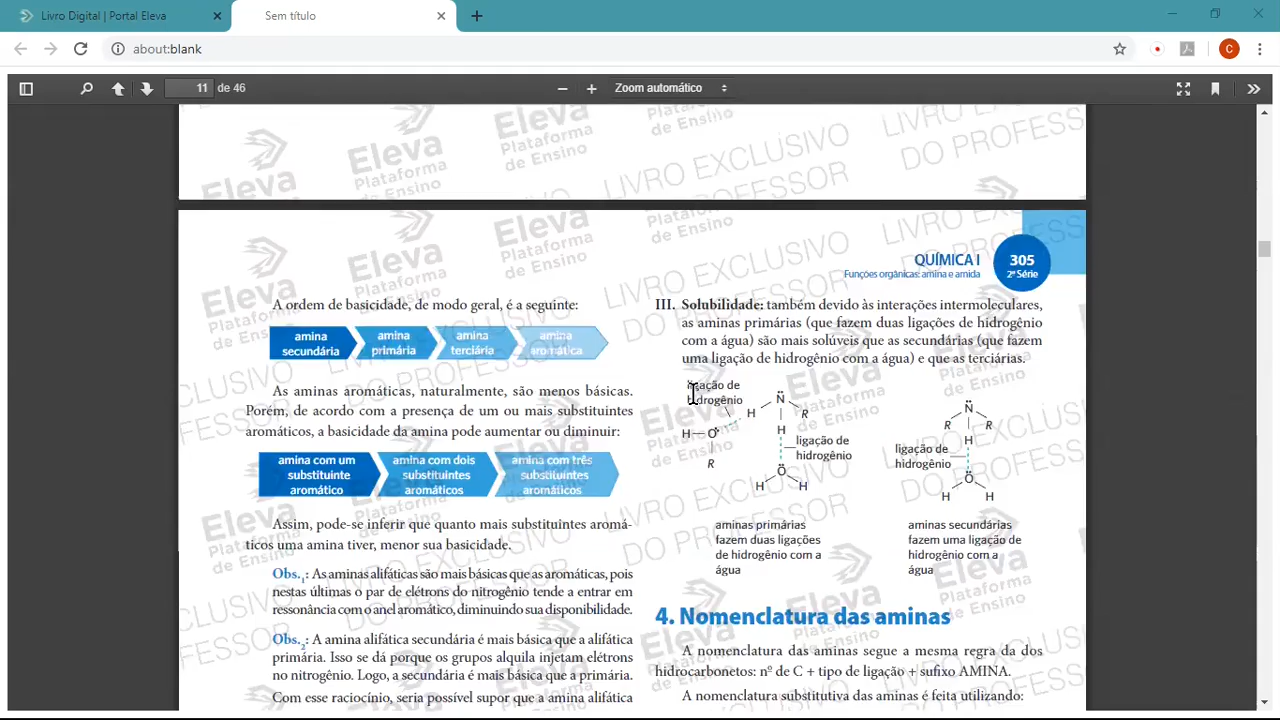 Livro Digital | Portal Eleva
Sem título
about:blank
C
11 de 46
Zoom automático
Eleva
Plataforma
de Ensino
LIVRO EXCLUSIVO
DO PROFESSOR
QUÍMICA I
Funções orgânicas: amina e amida
305
2ª Série
A ordem de basicidade, de modo geral, é a seguinte:
amina
secundária
amina
primária
amina
terciária
amina
aromática
As aminas aromáticas, naturalmente, são menos básicas.
Porém, de acordo com a presença de um ou mais substituintes
aromáticos, a basicidade da amina pode aumentar ou diminuir:
amina com um
substituinte
aromático
amina com dois
substituintes
aromáticos
amina com três
substituintes
aromáticos
Assim, pode-se inferir que quanto mais substituintes aromá-
ticos uma amina tiver, menor sua basicidade.
Obs.1: As aminas alifáticas são mais básicas que as aromáticas, pois
nestas últimas o par de elétrons do nitrogênio tende a entrar em
ressonância com o anel aromático, diminuindo sua disponibilidade.
Obs.2: A amina alifática secundária é mais básica que a alifática
primária. Isso se dá porque os grupos alquila injetam elétrons
no nitrogênio. Logo, a secundária é mais básica que a primária.
Com esse raciocínio, seria possível supor que a amina alifática
III. Solubilidade: também devido às interações intermoleculares,
as aminas primárias (que fazem duas ligações de hidrogênio
com a água) são mais solúveis que as secundárias (que fazem
uma ligação de hidrogênio com a água) e que as terciárias.
ligação de
hidrogênio
N
H R
H
H O
R
ligação de
hidrogênio
O
H H
aminas primárias
fazem duas ligações
de hidrogênio com a
água
N
R R
H
ligação de
hidrogênio
O
H H
aminas secundárias
fazem uma ligação de
hidrogênio com a
água
4. Nomenclatura das aminas
A nomenclatura das aminas segue a mesma regra da dos
hidrocarbonetos: nº de C + tipo de ligação + sufixo AMINA.
A nomenclatura substitutiva das aminas é feita utilizando: